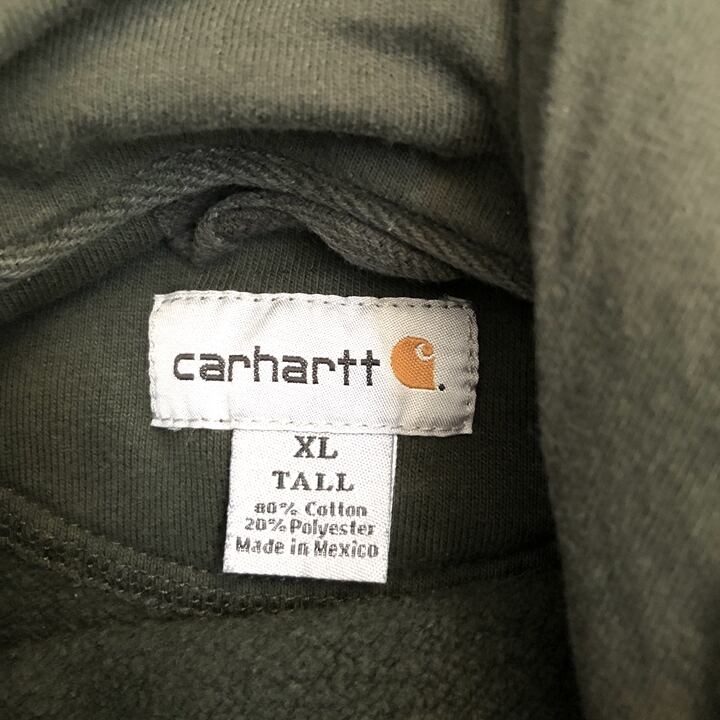 carhartt
XL
TALL
80% Cotton
20% Polyester
Made in Mexico